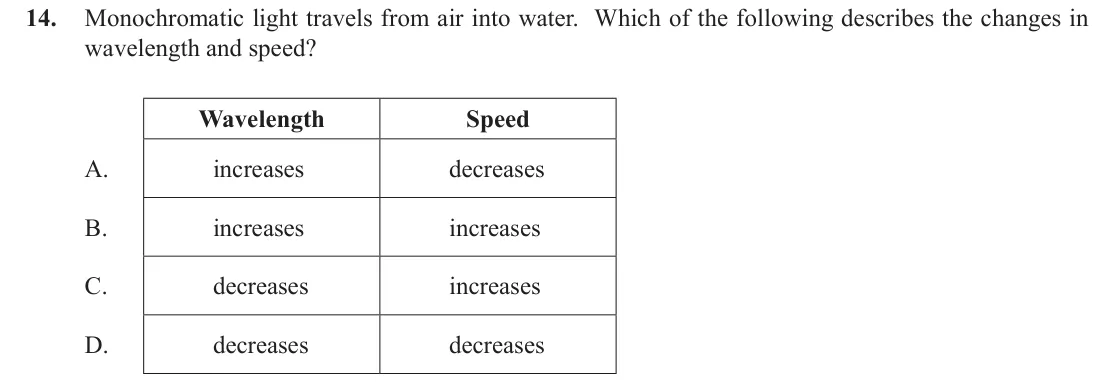 14. Monochromatic light travels from air into water. Which of the following describes the changes in
wavelength and speed?
Wavelength Speed
A. increases decreases
B. increases increases
C. decreases increases
D. decreases decreases